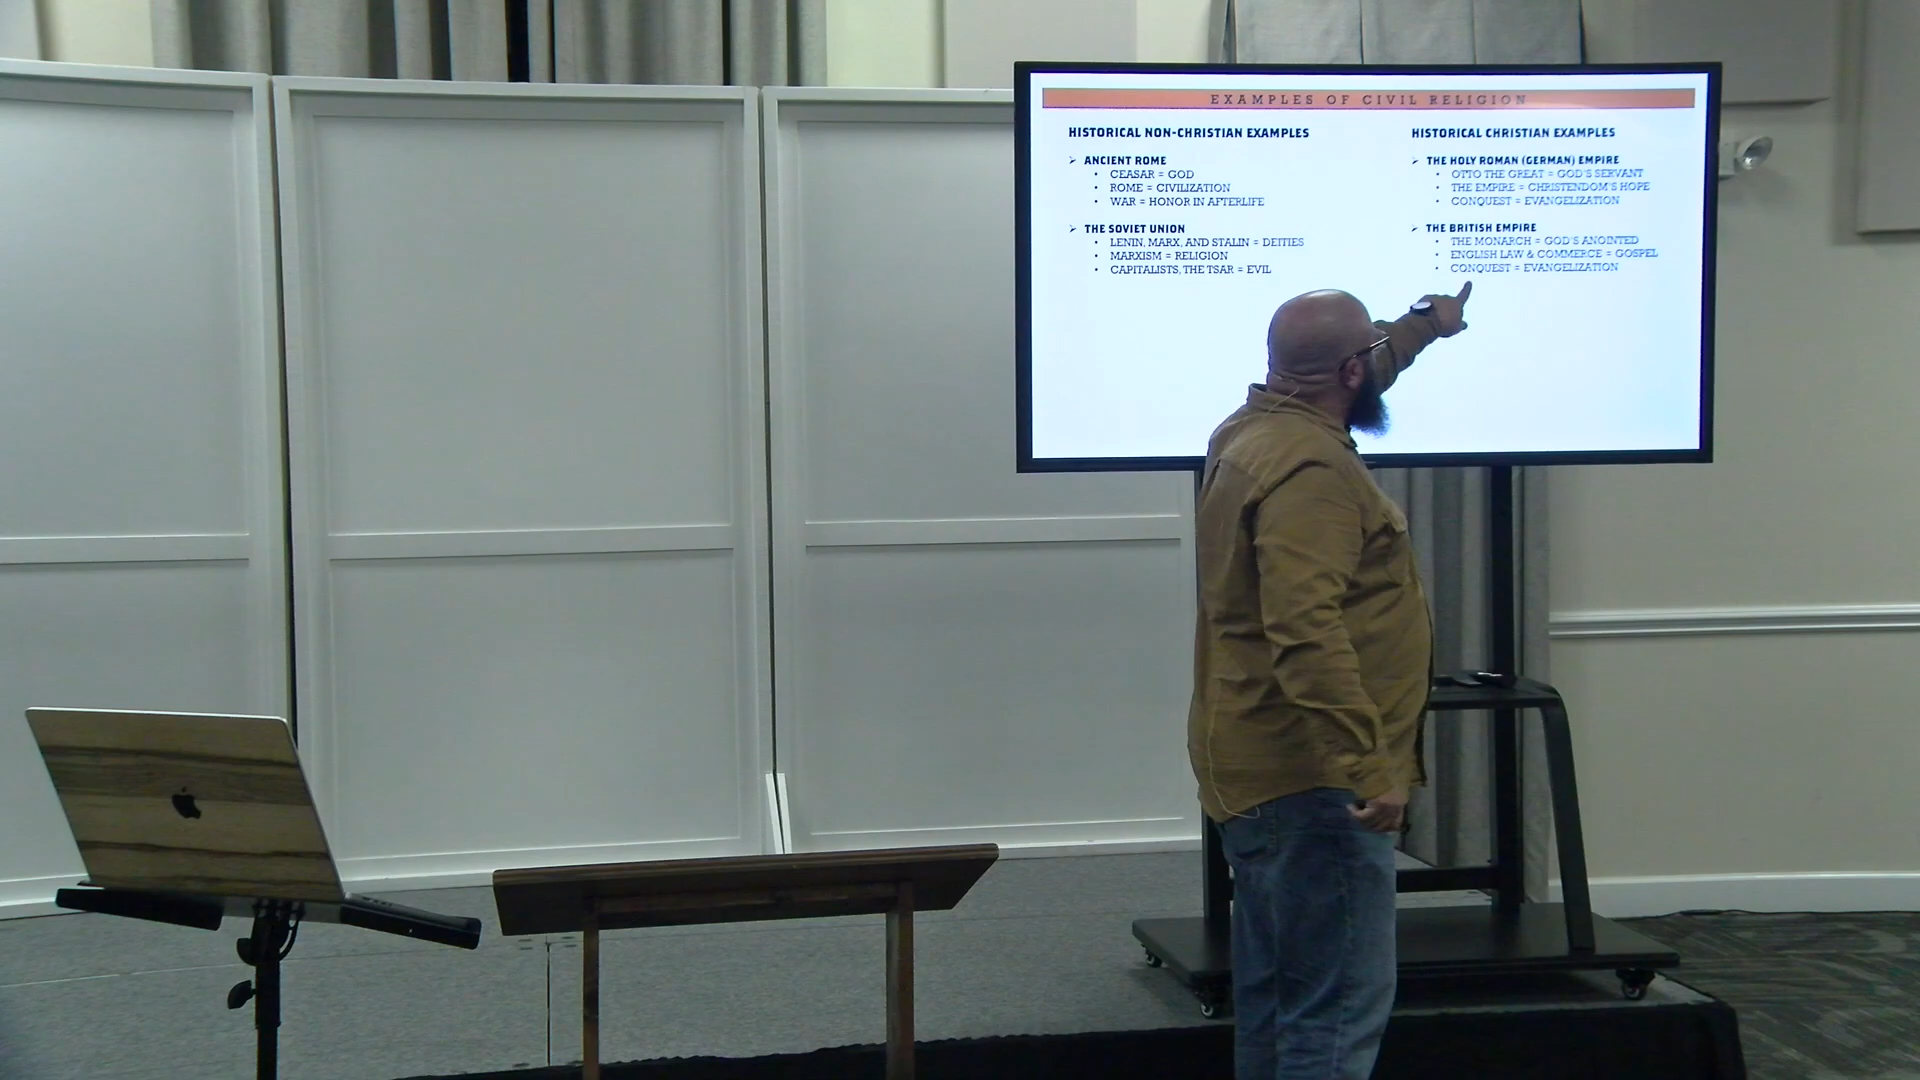 EXAMPLES OF CIVIL RELIGION
HISTORICAL NON-CHRISTIAN EXAMPLES
ANCIENT ROME
CEASAR = GOD
ROME = CIVILIZATION
WAR = HONOR IN AFTERLIFE
THE SOVIET UNION
LENIN, MARX, AND STALIN = DEITIES
MARXISM = RELIGION
CAPITALISTS, THE TSAR = EVIL
HISTORICAL CHRISTIAN EXAMPLES
THE HOLY ROMAN (GERMAN) EMPIRE
OTTO THE GREAT = GOD'S SERVANT
THE EMPIRE = CHRISTENDOM'S HOPE
CONQUEST = EVANGELIZATION
THE BRITISH EMPIRE
THE MONARCH = GOD'S ANOINTED
ENGLISH LAW & COMMERCE = GOSPEL
CONQUEST = EVANGELIZATION